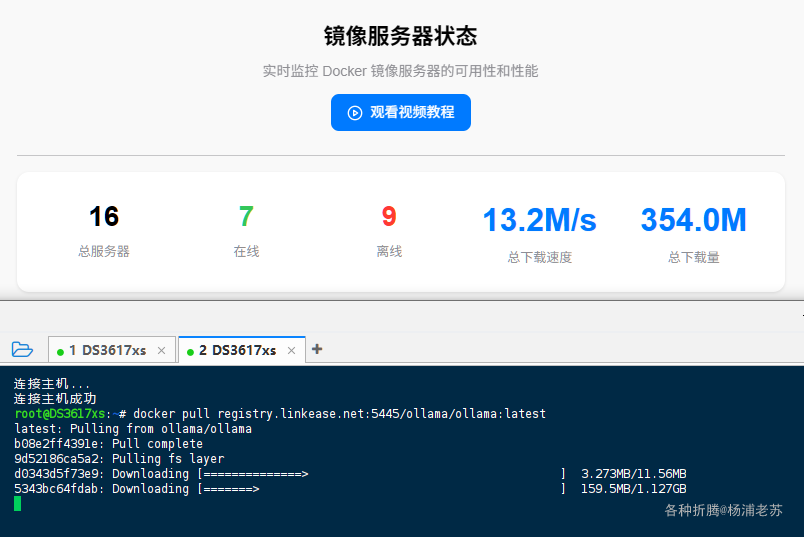 镜像服务器状态
实时监控 Docker 镜像服务器的可用性和性能
观看视频教程
16 7 9 13.2M/s 354.0M
总服务器 在线 离线 总下载速度 总下载量
1 DS3617xs × 2 DS3617xs × +
连接主机...
连接主机成功
root@DS3617xs:~# docker pull registry.linkease.net:5445/ollama/ollama:latest
latest: Pulling from ollama/ollama
b08e2ff4391e: Pull complete
9d52186ca5a2: Pulling fs layer
d0343d5f73e9: Downloading [==============> ] 3.273MB/11.56MB
5343bc64fdab: Downloading [=======> ] 159.5MB/1.127GB
各种折腾@杨浦老苏